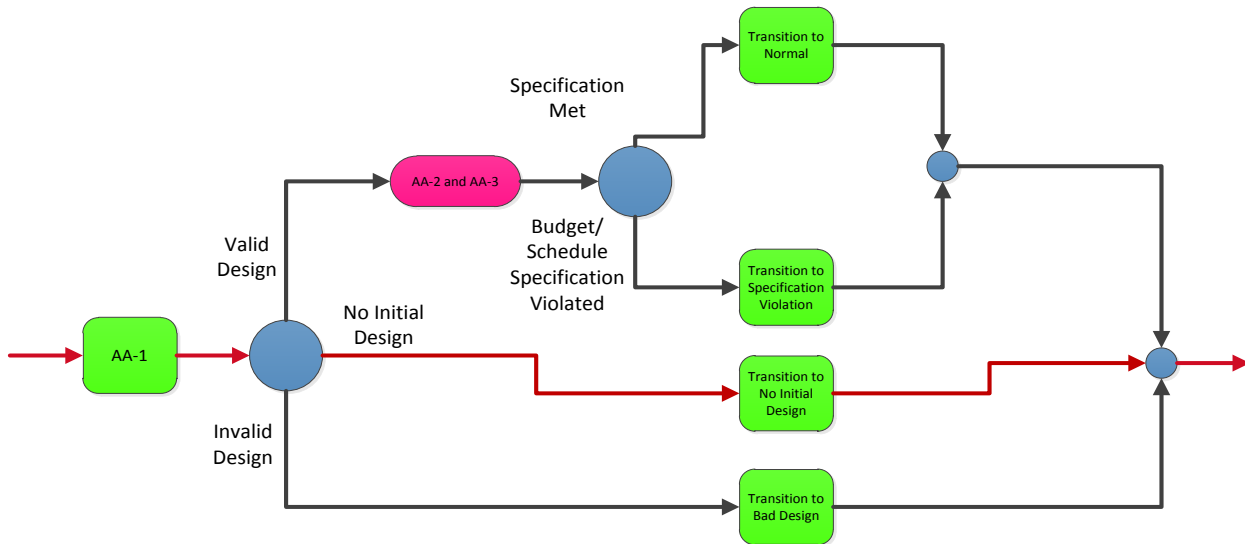 Transition to
Normal
Specification
Met
AA-2 and AA-3
Budget/
Schedule
Specification
Violated
Transition to
Specification
Violation
Valid
Design
No Initial
Design
AA-1
Transition to
No Initial
Design
Invalid
Design
Transition to
Bad Design